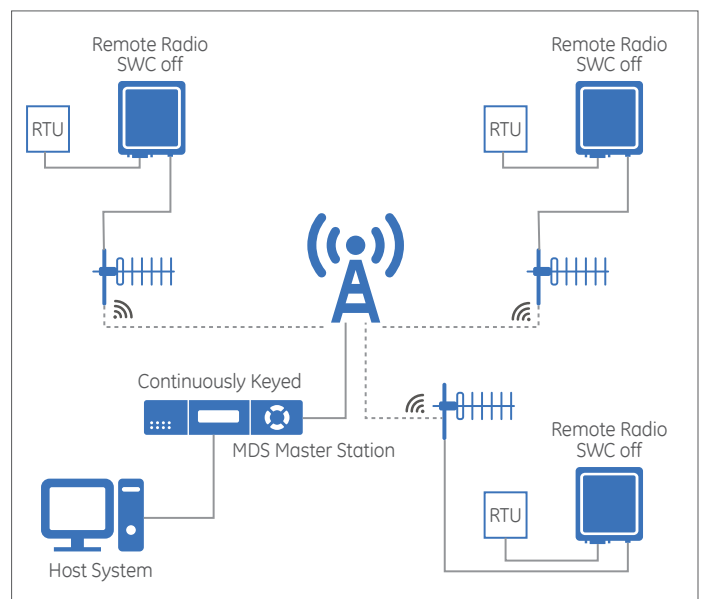 Remote Radio
SWC off
RTU
Remote Radio
SWC off
RTU
Continuously Keyed
MDS Master Station
Host System
Remote Radio
SWC off
RTU